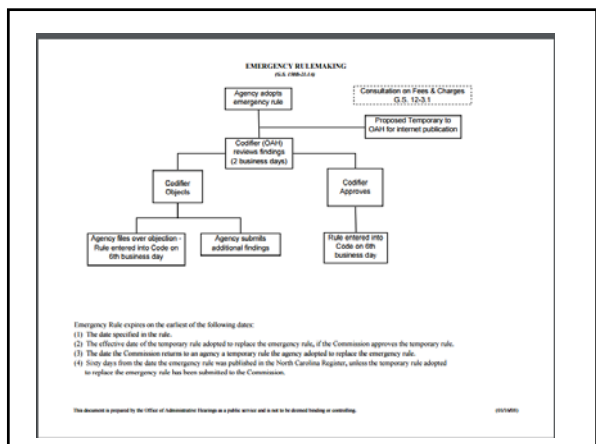 EMERGENCY RULEMAKING
(G.S. 150B-21.1A)
Agency adopts
emergency rule
Consultation on Fees & Charges
G.S. 12-3.1
Proposed Temporary to
OAH for internet publication
Codifier (OAH)
reviews findings
(2 business days)
Codifier
Objects
Codifier
Approves
Agency files over objection -
Rule entered into Code on
6th business day
Agency submits
additional findings
Rule entered into
Code on 6th
business day
Emergency Rule expires on the earliest of the following dates:
(1) The date specified in the rule.
(2) The effective date of the temporary rule adopted to replace the emergency rule, if the Commission approves the temporary rule.
(3) The date the Commission returns to an agency a temporary rule the agency adopted to replace the emergency rule.
(4) Sixty days from the date the emergency rule was published in the North Carolina Register, unless the temporary rule adopted
to replace the emergency rule has been submitted to the Commission.
This document is prepared by the Office of Administrative Hearings as a public service and is not to be deemed binding or controlling.